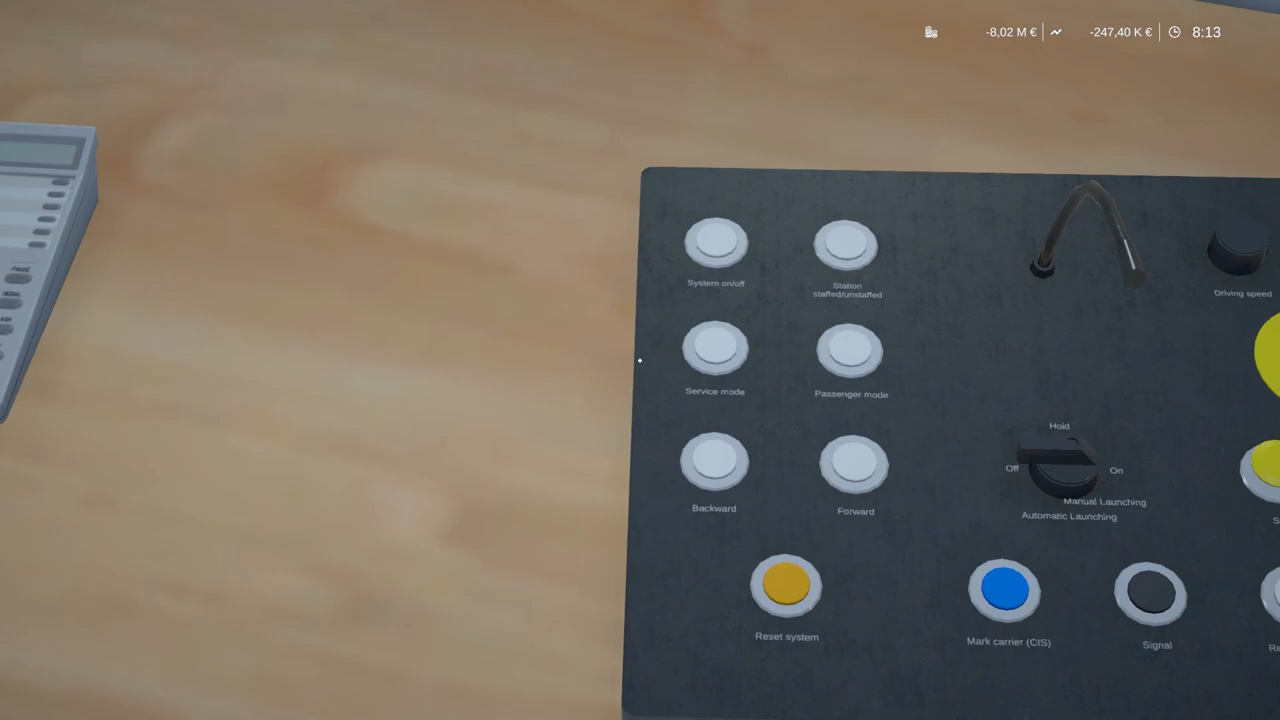 -8,02 M €
-247,40 K €
8:13
System on/off
Station
staffed/unstaffed
Driving speed
Service mode
Passenger mode
Hold
Off
On
Manual Launching
Automatic Launching
Backward
Forward
Reset system
Mark carrier (CIS)
Signal
PAUSE